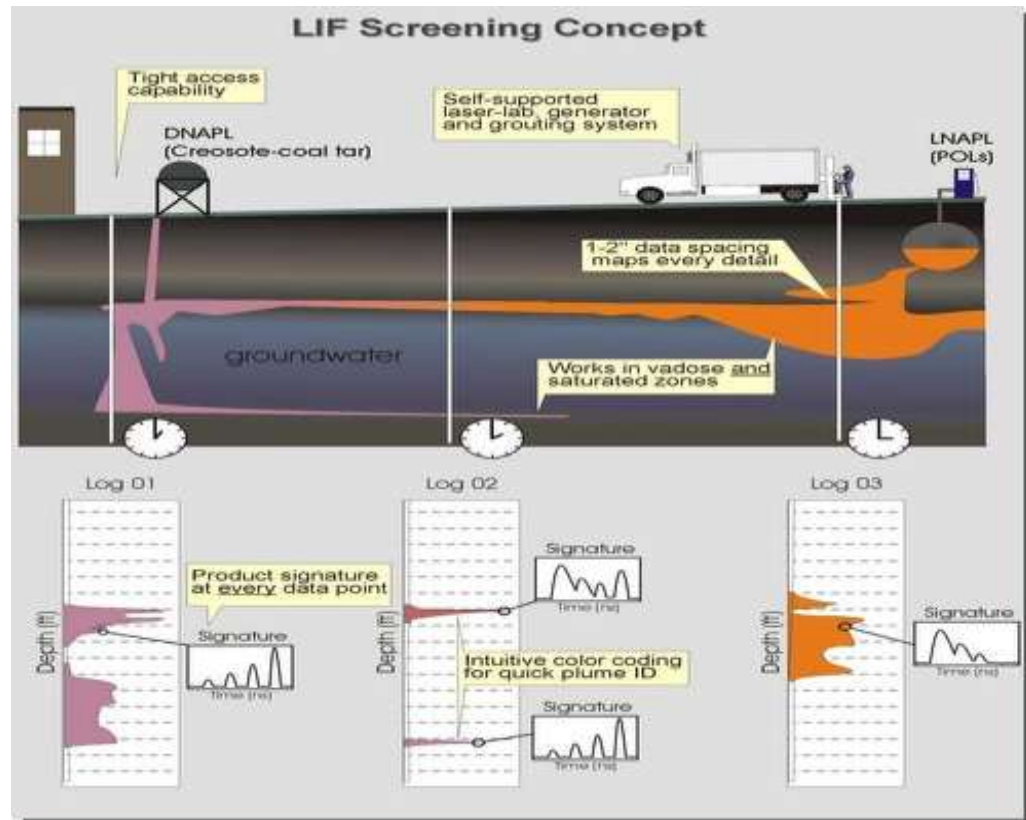 LIF Screening Concept
Tight access
capability
DNAPL
(Creosote-coal tar)
Self-supported
laser-lab, generator
and grouting system
LNAPL
(POLs)
1-2" data spacing
maps every detail
groundwater
Works in vadose and
saturated zones
Log 01
Log 02
Log 03
Depth (ft)
Product signature
at every data point
Signature
Time (ns)
Depth (ft)
Signature
Time (ns)
Intuitive color coding
for quick plume ID
Signature
Time (ns)
Depth (ft)
Signature
Time (ns)